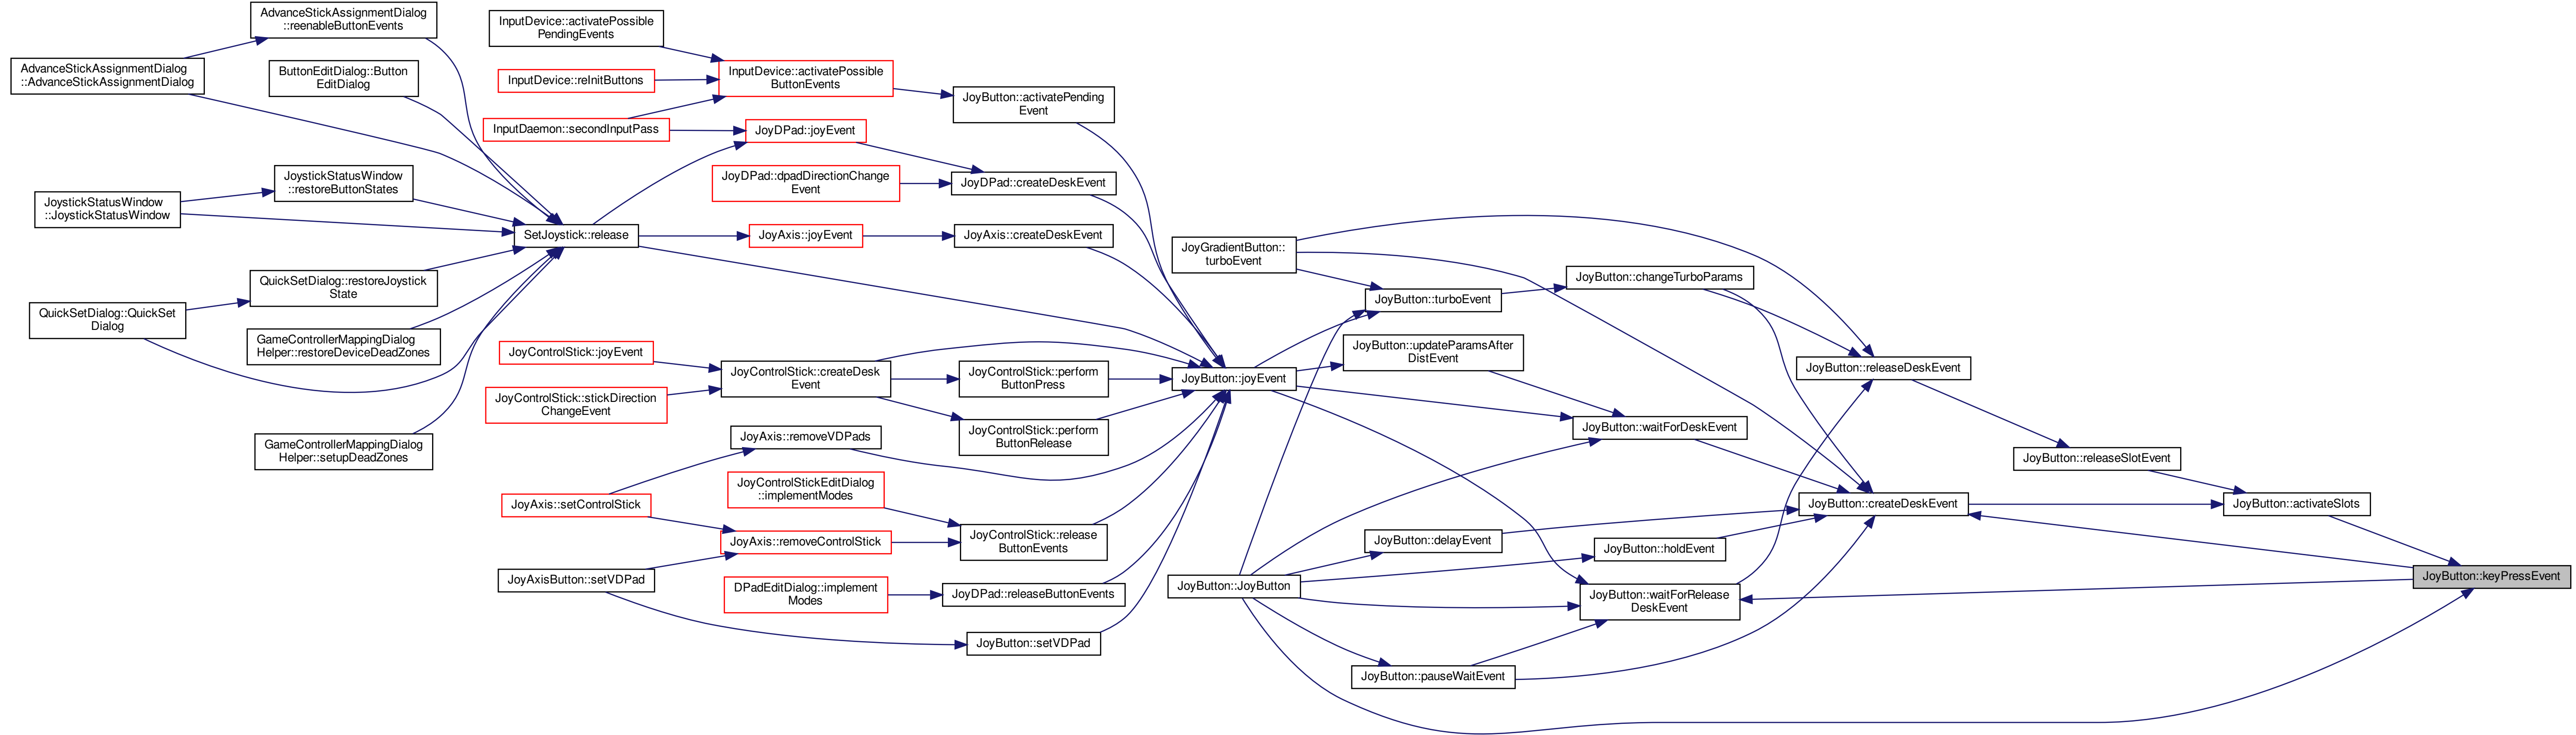 AdvanceStickAssignmentDialog
::reenableButtonEvents
AdvanceStickAssignmentDialog
::AdvanceStickAssignmentDialog
ButtonEditDialog::Button
EditDialog
JoystickStatusWindow
::restoreButtonStates
JoystickStatusWindow
::JoystickStatusWindow
QuickSetDialog::restoreJoystick
State
QuickSetDialog::QuickSet
Dialog
GameControllerMappingDialog
Helper::restoreDeviceDeadZones
GameControllerMappingDialog
Helper::setupDeadZones
InputDevice::activatePossible
PendingEvents
InputDevice::reInitButtons
InputDaemon::secondInputPass
SetJoystick::release
JoyControlStick::joyEvent
JoyControlStick::stickDirection
ChangeEvent
JoyAxis::setControlStick
JoyAxisButton::setVDPad
InputDevice::activatePossible
ButtonEvents
JoyDPad::joyEvent
JoyDPad::dpadDirectionChange
Event
JoyAxis::joyEvent
JoyControlStick::createDesk
Event
JoyAxis::removeVDPads
JoyControlStickEditDialog
::implementModes
JoyAxis::removeControlStick
DPadEditDialog::implement
Modes
JoyButton::activatePending
Event
JoyDPad::createDeskEvent
JoyAxis::createDeskEvent
JoyControlStick::perform
ButtonPress
JoyControlStick::perform
ButtonRelease
JoyControlStick::release
ButtonEvents
JoyDPad::releaseButtonEvents
JoyButton::setVDPad
JoyGradientButton::
turboEvent
JoyButton::joyEvent
JoyButton::JoyButton
JoyButton::turboEvent
JoyButton::updateParamsAfter
DistEvent
JoyButton::delayEvent
JoyButton::pauseWaitEvent
JoyButton::changeTurboParams
JoyButton::waitForDeskEvent
JoyButton::holdEvent
JoyButton::waitForRelease
DeskEvent
JoyButton::releaseDeskEvent
JoyButton::createDeskEvent
JoyButton::releaseSlotEvent
JoyButton::activateSlots
JoyButton::keyPressEvent